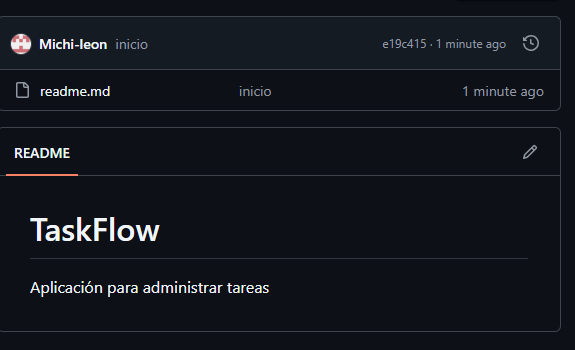 Michi-leon inicio e19c415 · 1 minute ago
readme.md inicio 1 minute ago
README
TaskFlow
Aplicación para administrar tareas